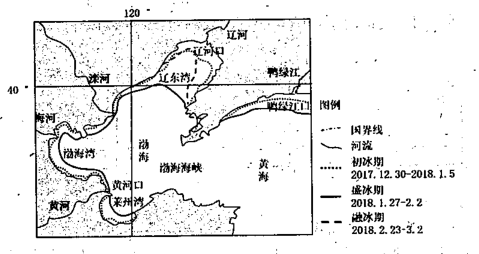 120
辽河
辽河口
辽东湾
滦河
鸭绿江
40
鸭绿江口
图例
海河
渤海
国界线
河流
渤海湾
初冰期
2017.12.30-2018.1.5
渤海海峡
黄海
盛冰期
2018.1.27-2.2
黄河口
黄河
莱州湾
融冰期
2018.2.23-3.2